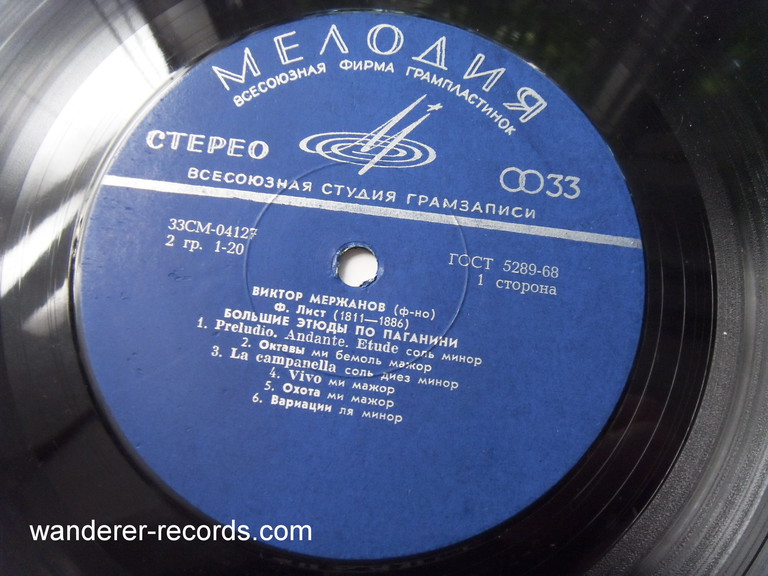 МЕЛОДИЯ
ВСЕСОЮЗНАЯ ФИРМА ГРАМПЛАСТИНОК
СТЕРЕО
33
ВСЕСОЮЗНАЯ СТУДИЯ ГРАМЗАПИСИ
33СМ-04127
2 гр. 1-20
ГОСТ 5289-68
1 сторона
ВИКТОР МЕРЖАНОВ (ф-но)
Ф. Лист (1811—1886)
БОЛЬШИЕ ЭТЮДЫ ПО ПАГАНИНИ
1. Preludio. Andante. Etude соль минор
2. Октавы ми бемоль мажор
3. La campanella соль диез минор
4. Vivo ми мажор
5. Охота ми мажор
6. Вариации ля минор
wanderer-records.com